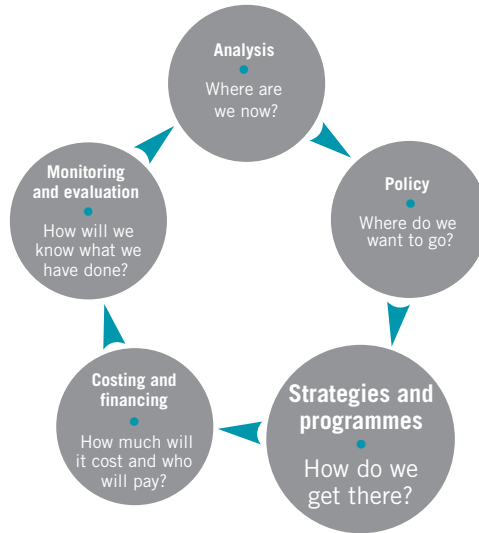 Analysis
Where are
we now?
Policy
Where do we
want to go?
Strategies and
programmes
How do we
get there?
Costing and
financing
How much will
it cost and who
will pay?
Monitoring
and evaluation
How will we
know what we
have done?